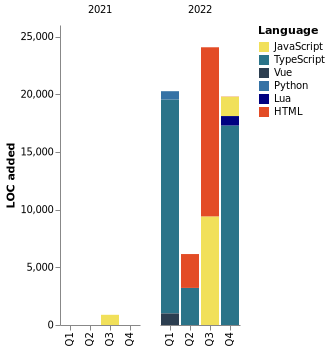 2021 2022
Language
JavaScript
TypeScript
Vue
Python
Lua
HTML
LOC added
25,000
20,000
15,000
10,000
5,000
0
Q1 Q2 Q3 Q4 Q1 Q2 Q3 Q4